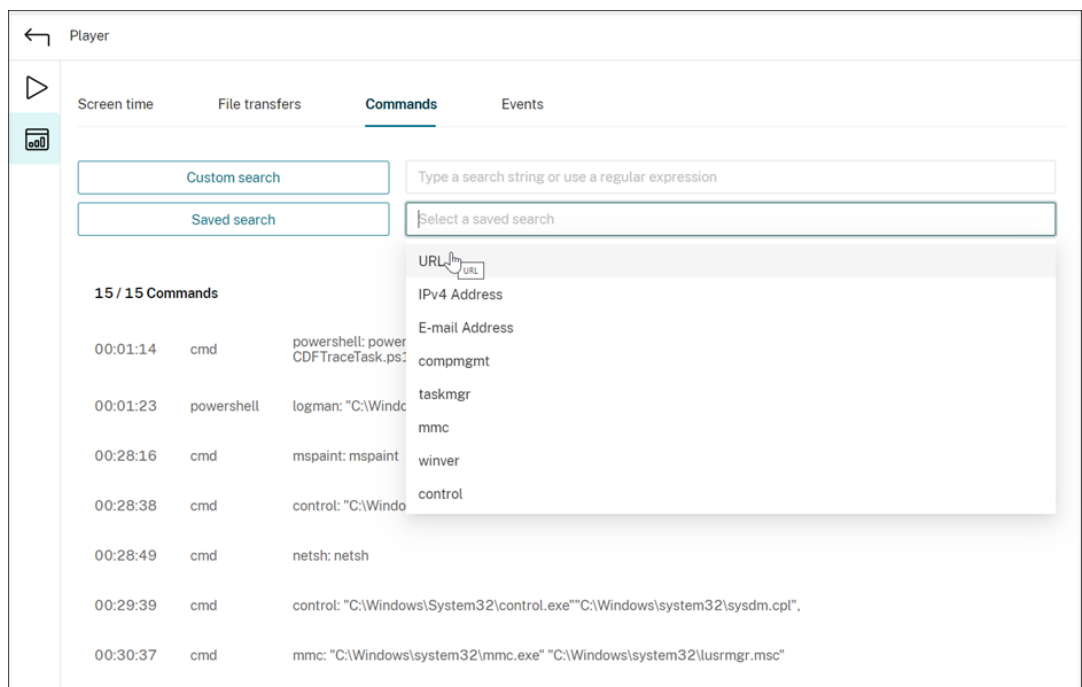 Player
Screen time File transfers Commands Events
Custom search Type a search string or use a regular expression
Saved search Select a saved search
URL URL
15 / 15 Commands
IPv4 Address
E-mail Address
00:01:14 cmd powershell: power
CDFTraceTask.ps1
compmgmt
taskmgr
00:01:23 powershell logman: "C:\Windo
mmc
00:28:16 cmd mspaint: mspaint
winver
control
00:28:38 cmd control: "C:\Windo
00:28:49 cmd netsh: netsh
00:29:39 cmd control: "C:\Windows\System32\control.exe""C:\Windows\system32\sysdm.cpl",
00:30:37 cmd mmc: "C:\Windows\system32\mmc.exe" "C:\Windows\system32\lusrmgr.msc"